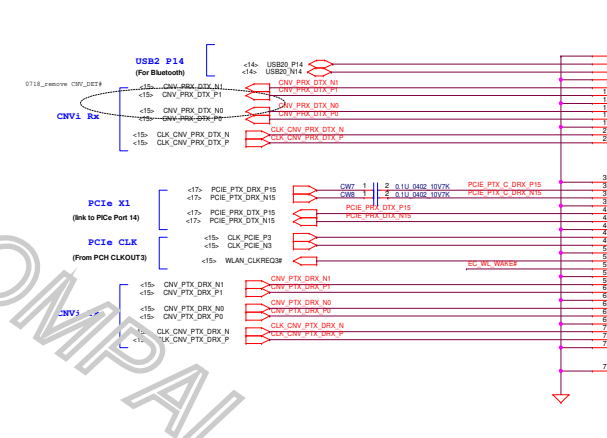 USB2 P14
(For Bluetooth)
<14> USB20_P14
<14> USB20_N14
0718_remove CNV_DET#
CNVi Rx
<15> CNV_PRX_DTX_N1 CNV_PRX_DTX_N1
<15> CNV_PRX_DTX_P1 CNV_PRX_DTX_P1
<15> CNV_PRX_DTX_N0 CNV_PRX_DTX_N0
<15> CNV_PRX_DTX_P0 CNV_PRX_DTX_P0
<15> CLK_CNV_PRX_DTX_N CLK_CNV_PRX_DTX_N
<15> CLK_CNV_PRX_DTX_P CLK_CNV_PRX_DTX_P
PCIe X1
(link to PICe Port 14)
<17> PCIE_PTX_DRX_P15 CW7 1 2 0.1U_0402_10V7K PCIE_PTX_C_DRX_P15
<17> PCIE_PTX_DRX_N15 CW8 1 2 0.1U_0402_10V7K PCIE_PTX_C_DRX_N15
<17> PCIE_PRX_DTX_P15 PCIE_PRX_DTX_P15
<17> PCIE_PRX_DTX_N15 PCIE_PRX_DTX_N15
PCIe CLK
(From PCH CLKOUT3)
<15> CLK_PCIE_P3
<15> CLK_PCIE_N3
<15> WLAN_CLKREQ3#
EC_WL_WAKE#
<15> CNV_PTX_DRX_N1 CNV_PTX_DRX_N1
<15> CNV_PTX_DRX_P1 CNV_PTX_DRX_P1
<15> CNV_PTX_DRX_N0 CNV_PTX_DRX_N0
<15> CNV_PTX_DRX_P0 CNV_PTX_DRX_P0
CLK_CNV_PTX_DRX_N CLK_CNV_PTX_DRX_N
CLK_CNV_PTX_DRX_P CLK_CNV_PTX_DRX_P
OMPAL